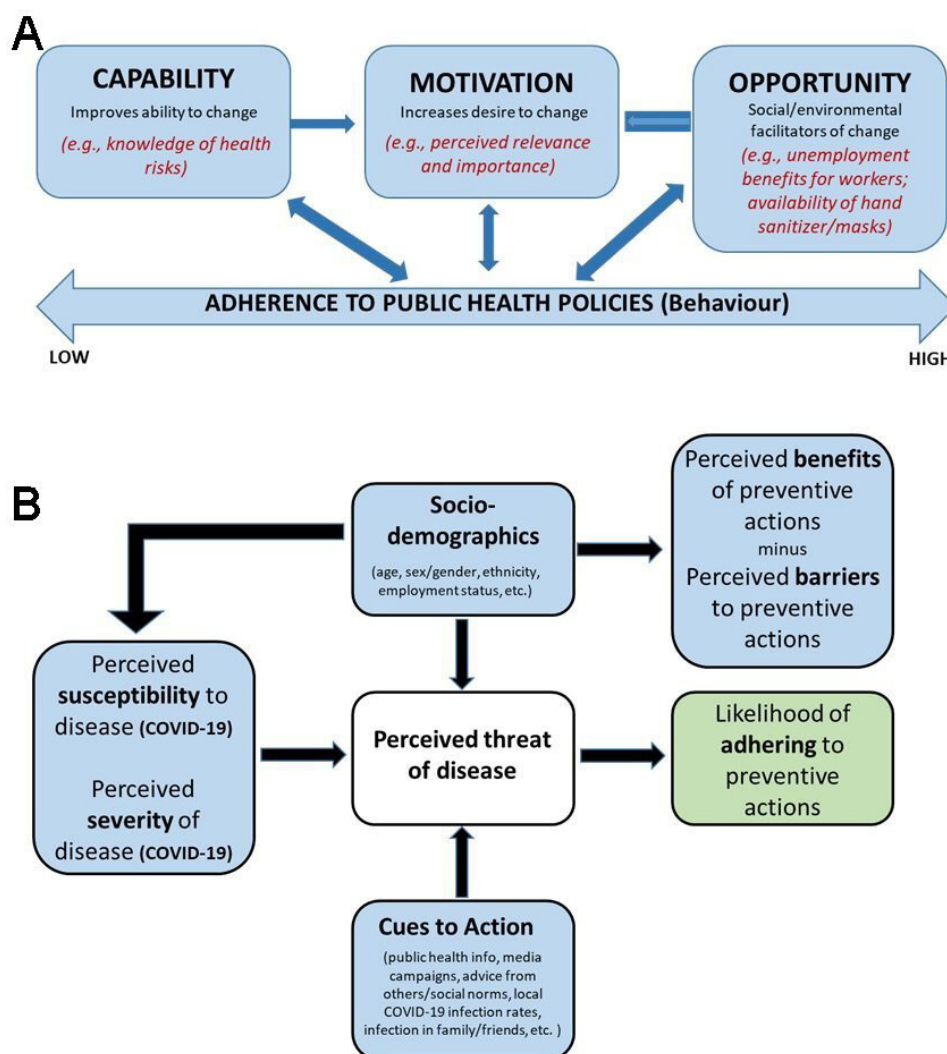 A
CAPABILITY
Improves ability to change
(e.g., knowledge of health
risks)
MOTIVATION
Increases desire to change
(e.g., perceived relevance
and importance)
OPPORTUNITY
Social/environmental
facilitators of change
(e.g., unemployment
benefits for workers;
availability of hand
sanitizer/masks)
ADHERENCE TO PUBLIC HEALTH POLICIES (Behaviour)
LOW
HIGH
B
Socio-
demographics
(age, sex/gender, ethnicity,
employment status, etc.)
Perceived benefits
of preventive
actions
minus
Perceived barriers
to preventive
actions
Perceived
susceptibility to
disease (COVID-19)
Perceived
severity of
disease (COVID-19)
Perceived threat
of disease
Likelihood of
adhering to
preventive
actions
Cues to Action
(public health info, media
campaigns, advice from
others/social norms, local
COVID-19 infection rates,
infection in family/friends, etc. )